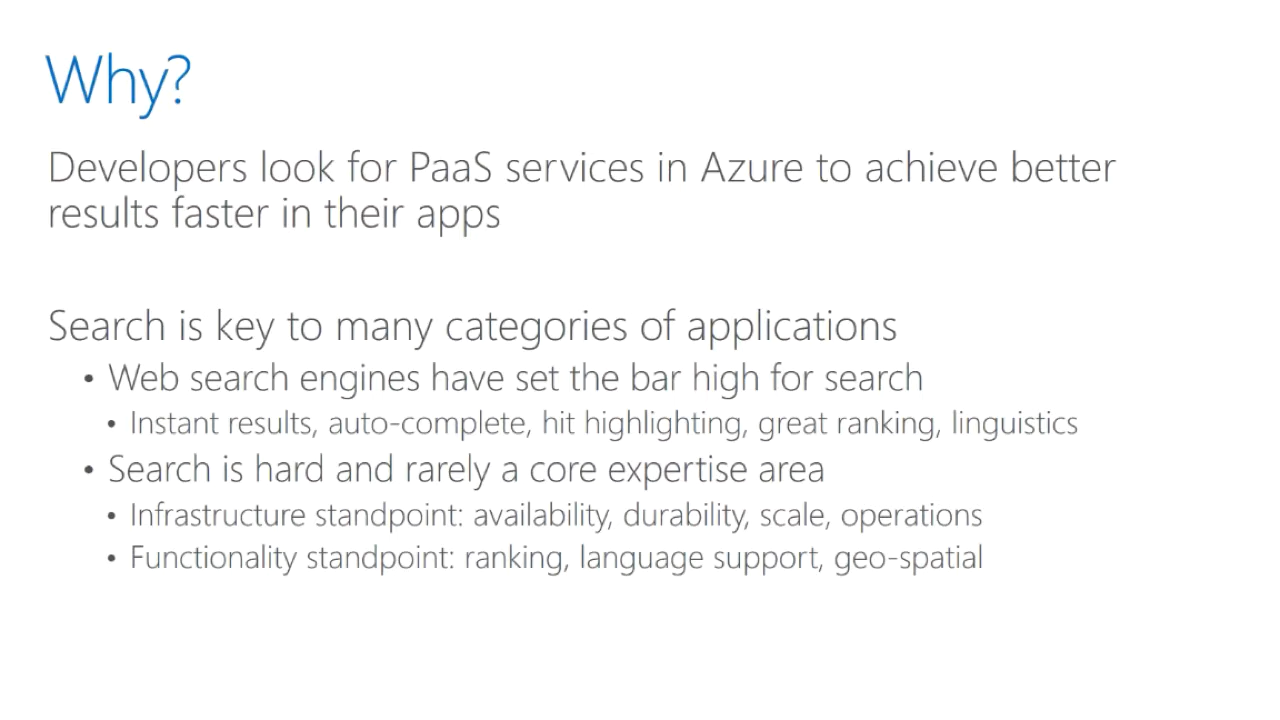 Why?
Developers look for PaaS services in Azure to achieve better
results faster in their apps
Search is key to many categories of applications
• Web search engines have set the bar high for search
• Instant results, auto-complete, hit highlighting, great ranking, linguistics
• Search is hard and rarely a core expertise area
• Infrastructure standpoint: availability, durability, scale, operations
• Functionality standpoint: ranking, language support, geo-spatial